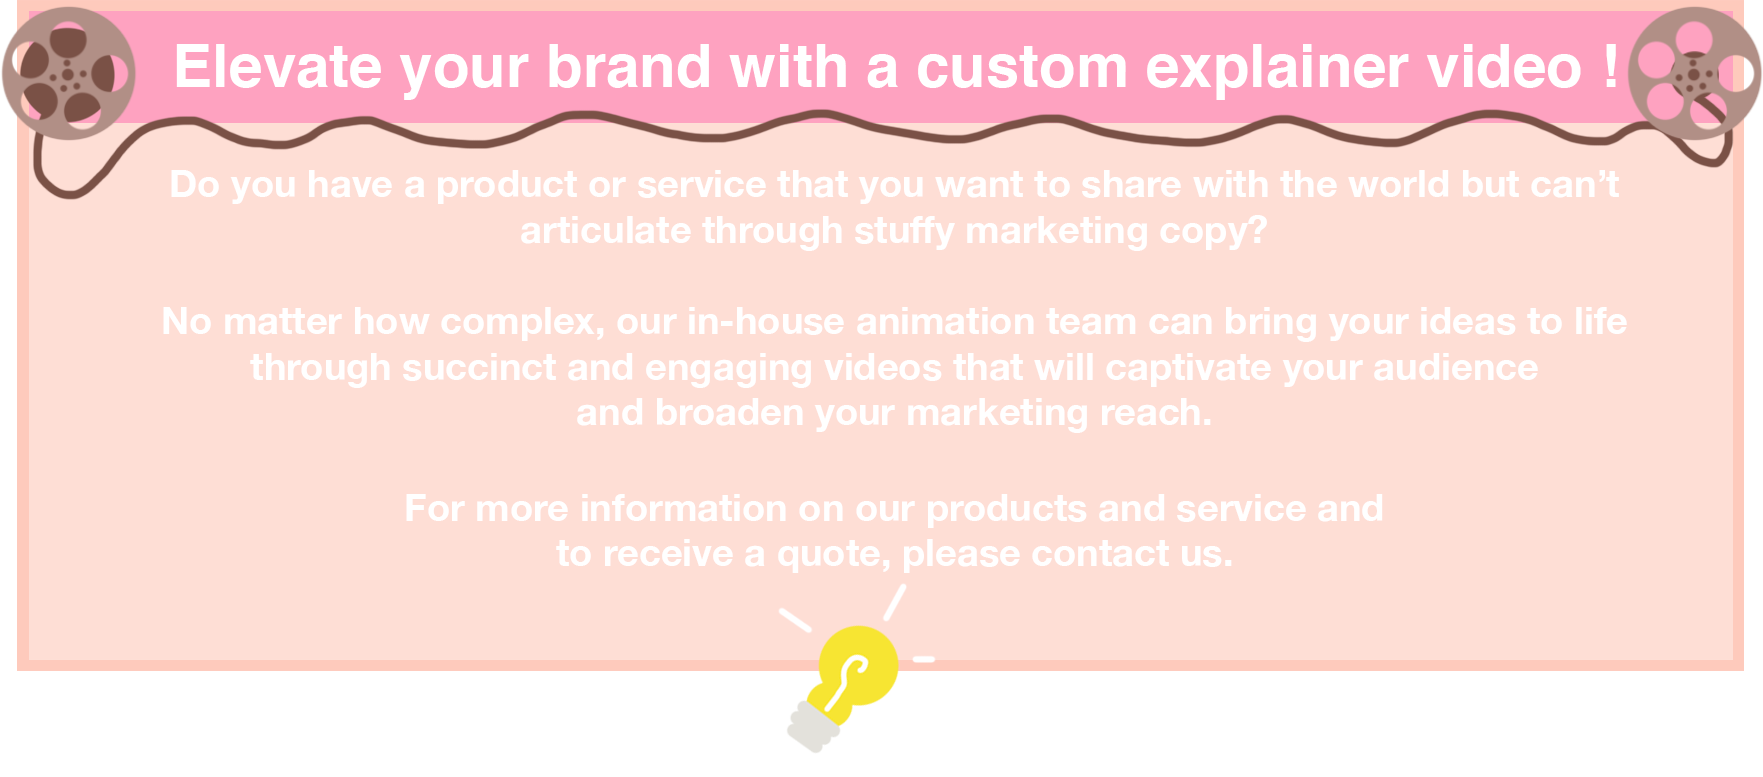 Elevate your brand with a custom explainer video !
Do you have a product or service that you want to share with the world but can’t
articulate through stuffy marketing copy?
No matter how complex, our in-house animation team can bring your ideas to life
through succinct and engaging videos that will captivate your audience
and broaden your marketing reach.
For more information on our products and service and
to receive a quote, please contact us.